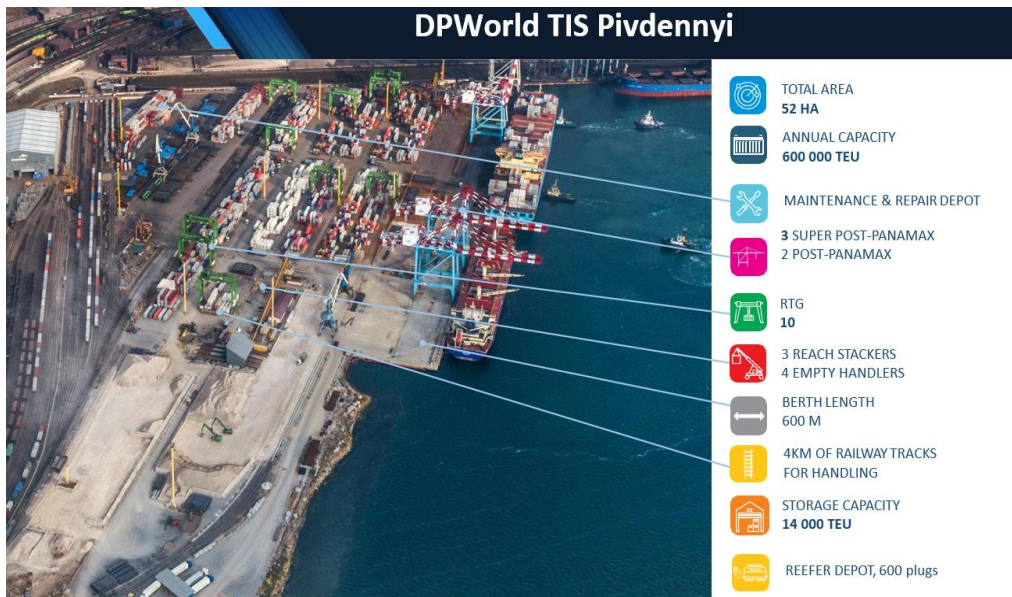 DPWorld TIS Pivdennyi
TOTAL AREA
52 HA
ANNUAL CAPACITY
600 000 TEU
MAINTENANCE & REPAIR DEPOT
3 SUPER POST-PANAMAX
2 POST-PANAMAX
RTG
10
3 REACH STACKERS
4 EMPTY HANDLERS
BERTH LENGTH
600 M
4KM OF RAILWAY TRACKS
FOR HANDLING
STORAGE CAPACITY
14 000 TEU
REEFER DEPOT, 600 plugs